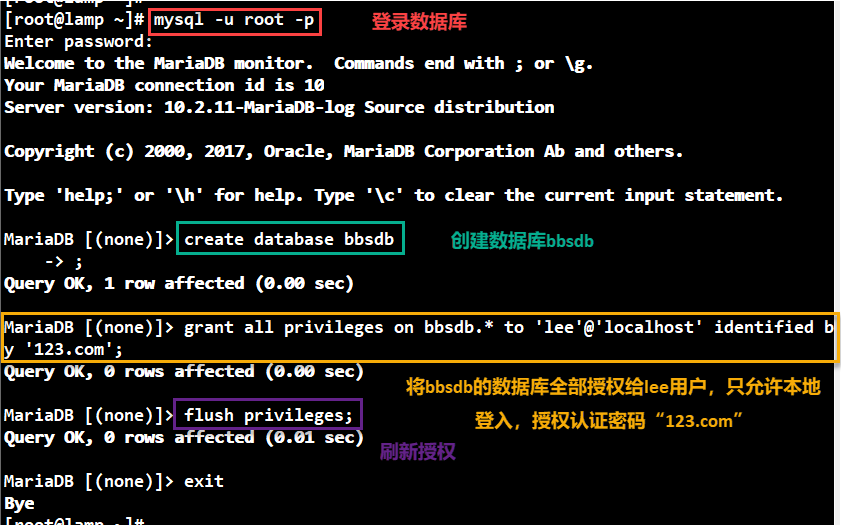 [root@lamp ~]#
[root@lamp ~]# mysql -u root -p 登录数据库
Enter password:
Welcome to the MariaDB monitor.  Commands end with ; or \g.
Your MariaDB connection id is 10
Server version: 10.2.11-MariaDB-log Source distribution
Copyright (c) 2000, 2017, Oracle, MariaDB Corporation Ab and others.
Type 'help;' or '\h' for help. Type '\c' to clear the current input statement.
MariaDB [(none)]> create database bbsdb 创建数据库bbsdb
-> ;
Query OK, 1 row affected (0.00 sec)
MariaDB [(none)]> grant all privileges on bbsdb.* to 'lee'@'localhost' identified b
y '123.com';
Query OK, 0 rows affected (0.00 sec)
将bbsdb的数据库全部授权给lee用户，只允许本地
登入，授权认证密码“123.com”
MariaDB [(none)]> flush privileges;
Query OK, 0 rows affected (0.01 sec)
刷新授权
MariaDB [(none)]> exit
Bye
[root@lamp ~]#